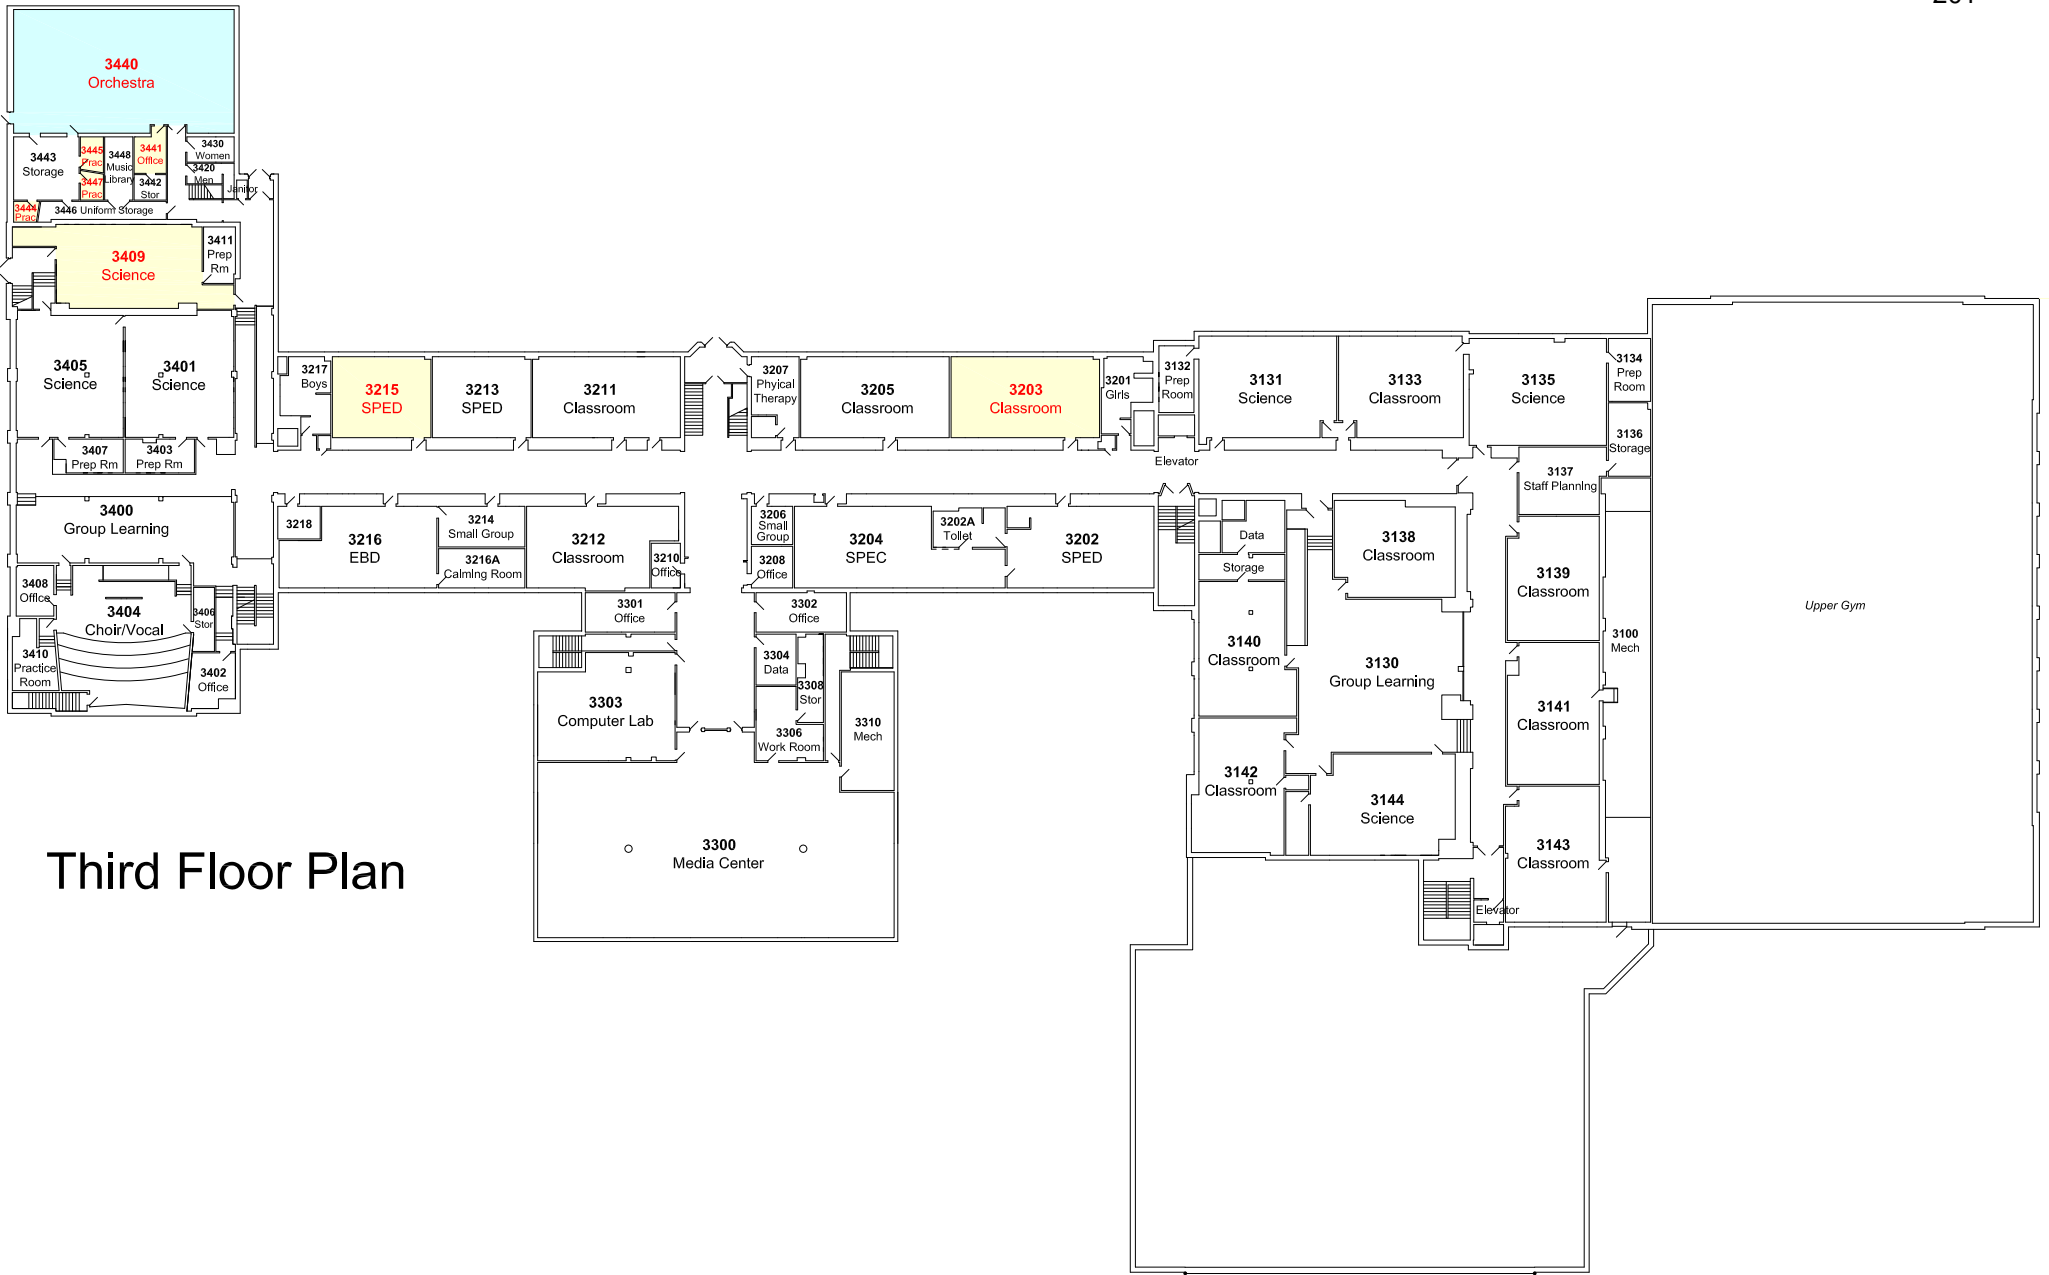 3440
Orchestra
3443
Storage
3445
Prac
3447
Prac
3448
Music
Library
3441
Office
3442
Stor
3430
Women
3420
Men
Janitor
3444
Prac
3446 Uniform Storage
3409
Science
3411
Prep
Rm
3405
Science
3401
Science
3407
Prep Rm
3403
Prep Rm
3400
Group Learning
3408
Office
3404
Choir/Vocal
3406
Stor
3410
Practice
Room
3402
Office
3217
Boys
3215
SPED
3213
SPED
3211
Classroom
3207
Phyical
Therapy
3205
Classroom
3203
Classroom
3201
Girls
3132
Prep
Room
3131
Science
3133
Classroom
3135
Science
3134
Prep
Room
3136
Storage
Elevator
3137
Staff Planning
3218
3216
EBD
3214
Small Group
3216A
Calming Room
3212
Classroom
3210
Office
3206
Small
Group
3208
Office
3204
SPEC
3202A
Toilet
3202
SPED
Data
Storage
3138
Classroom
3139
Classroom
3140
Classroom
3130
Group Learning
3100
Mech
3141
Classroom
3142
Classroom
3144
Science
3143
Classroom
Elevator
Upper Gym
3301
Office
3302
Office
3304
Data
3308
Stor
3303
Computer Lab
3306
Work Room
3310
Mech
3300
Media Center
Third Floor Plan